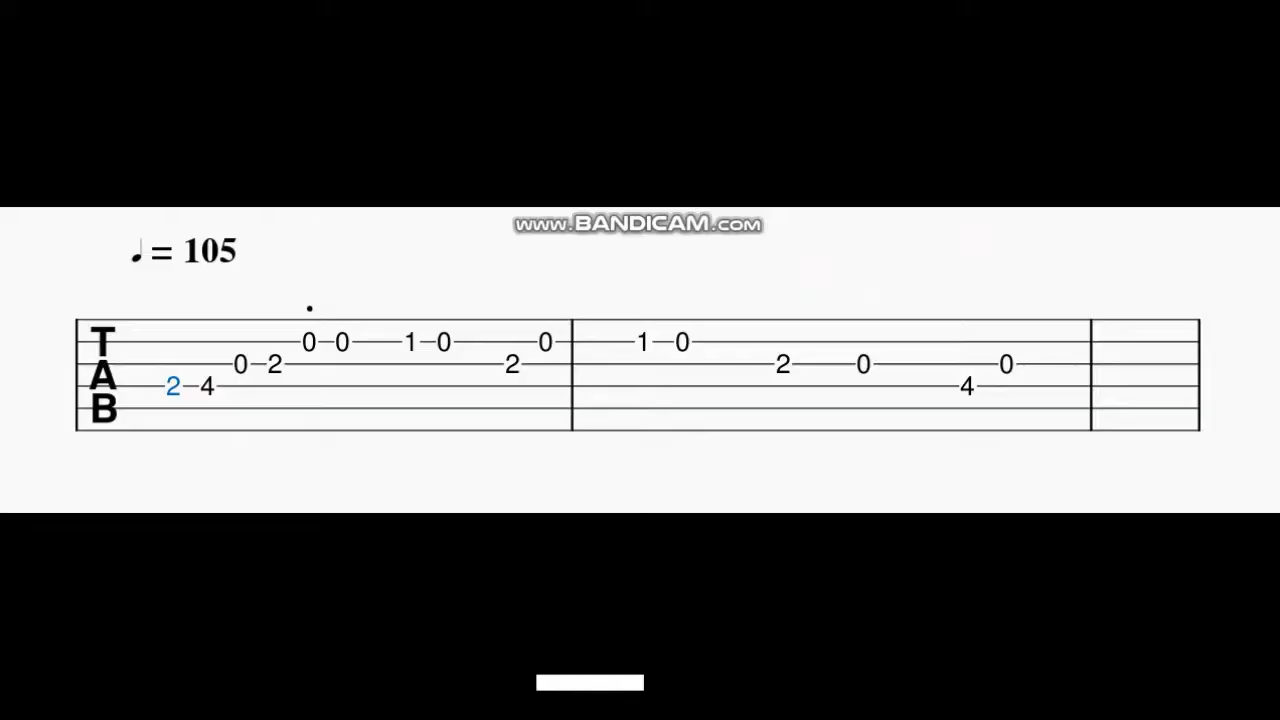 www.BANDICAM.com
♩ = 105
T
A
B
0 0 1 0 0 1 0
0 2 2 2 0 0
2 4 4